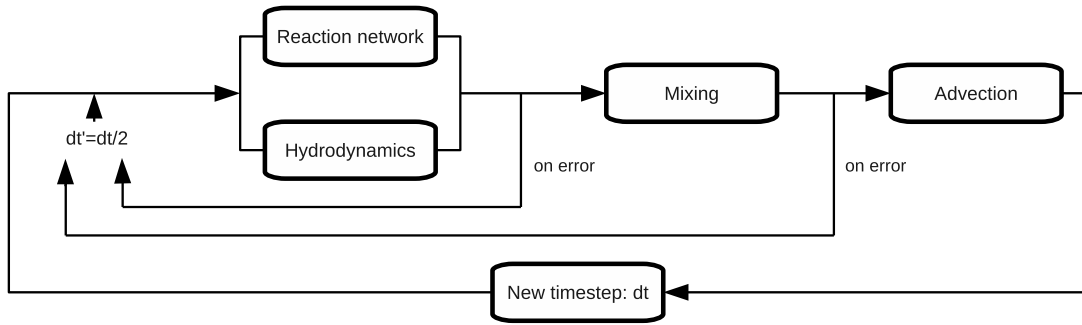 Reaction network
Mixing
Advection
dt'=dt/2
Hydrodynamics
on error
on error
New timestep: dt